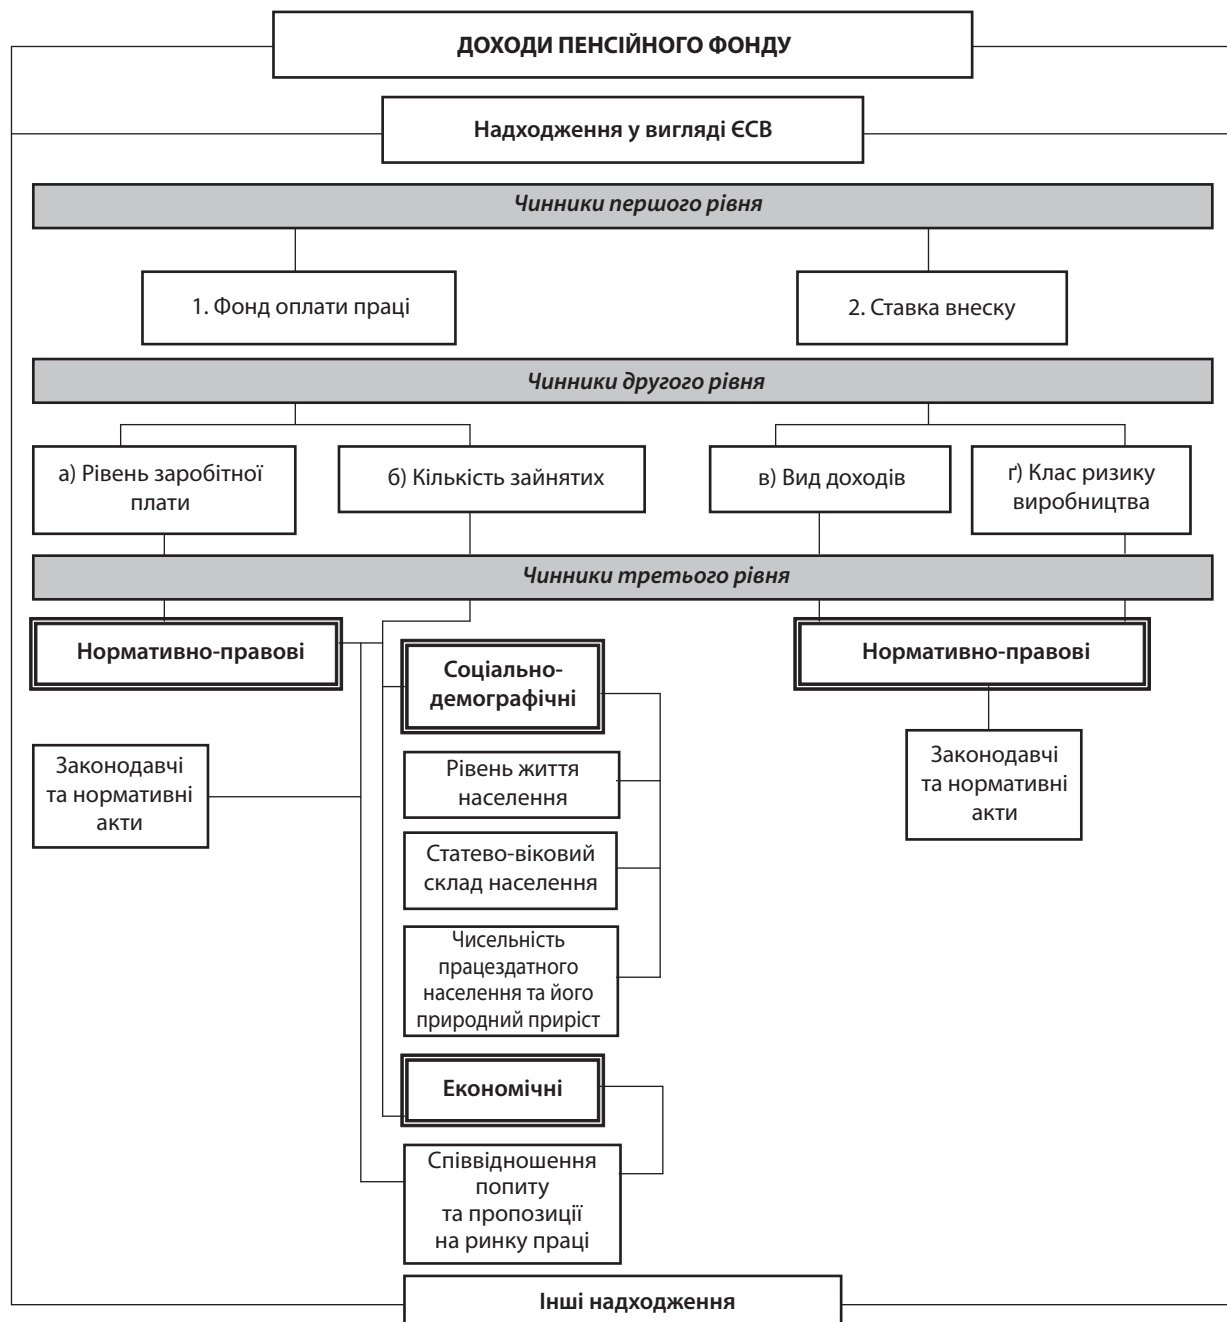 ДОХОДИ ПЕНСІЙНОГО ФОНДУ
Надходження у вигляді ЄСВ
Чинники першого рівня
1. Фонд оплати праці
2. Ставка внеску
Чинники другого рівня
а) Рівень заробітної
плати
б) Кількість зайнятих
в) Вид доходів
ґ) Клас ризику
виробництва
Чинники третього рівня
Нормативно-правові
Соціально-
демографічні
Нормативно-правові
Законодавчі
та нормативні
акти
Рівень життя
населення
Законодавчі
та нормативні
акти
Статево-віковий
склад населення
Чисельність
працездатного
населення та його
природний приріст
Економічні
Співвідношення
попиту
та пропозиції
на ринку праці
Інші надходження